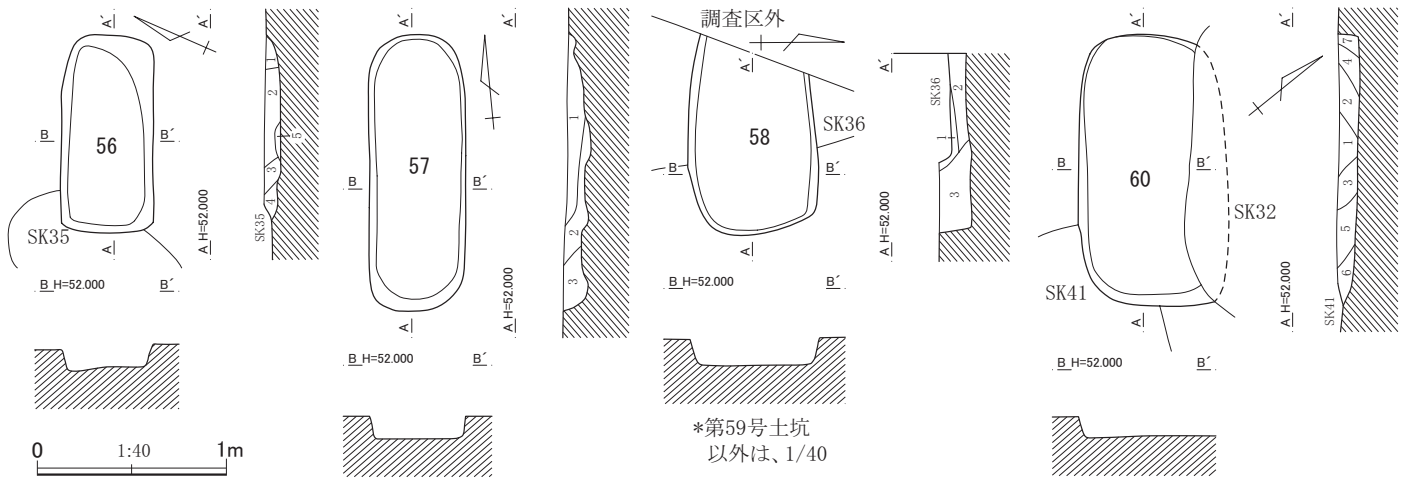 A´
A´
56
B
B´
SK35
A
A H=52.000
B H=52.000
B´
1
2
5
3
4
SK35
0
1:40
1m
A´
A´
57
B
B´
A
A H=52.000
B H=52.000
B´
1
2
3
調査区外
A´
58
SK36
B
B´
A
B H=52.000
B´
A´
A H=52.000
SK36
2
1
3
*第59号土坑
以外は、1/40
A´
A´
60
B
B´
SK32
SK41
A
A H=52.000
B H=52.000
B´
7
4
2
1
3
5
6
SK41